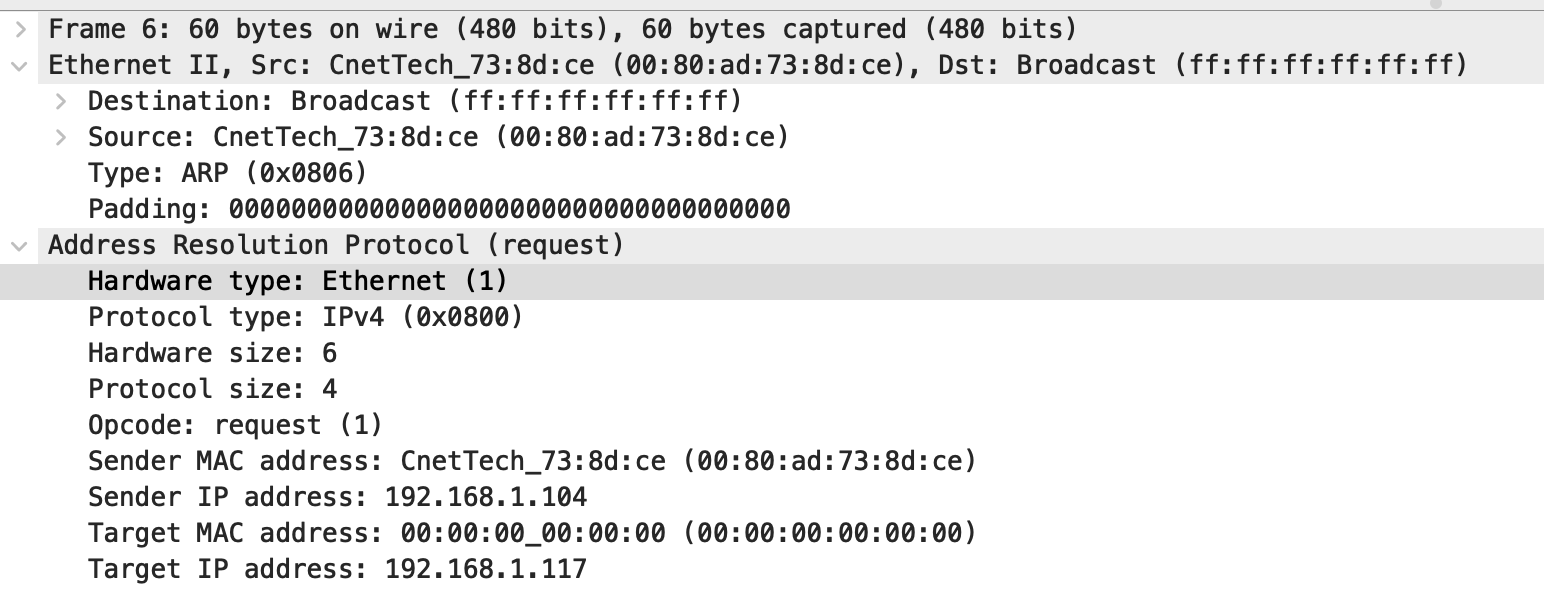 Frame 6: 60 bytes on wire (480 bits), 60 bytes captured (480 bits)
Ethernet II, Src: CnetTech_73:8d:ce (00:80:ad:73:8d:ce), Dst: Broadcast (ff:ff:ff:ff:ff:ff)
Destination: Broadcast (ff:ff:ff:ff:ff:ff)
Source: CnetTech_73:8d:ce (00:80:ad:73:8d:ce)
Type: ARP (0x0806)
Padding: 000000000000000000000000000000000000
Address Resolution Protocol (request)
Hardware type: Ethernet (1)
Protocol type: IPv4 (0x0800)
Hardware size: 6
Protocol size: 4
Opcode: request (1)
Sender MAC address: CnetTech_73:8d:ce (00:80:ad:73:8d:ce)
Sender IP address: 192.168.1.104
Target MAC address: 00:00:00_00:00:00 (00:00:00:00:00:00)
Target IP address: 192.168.1.117